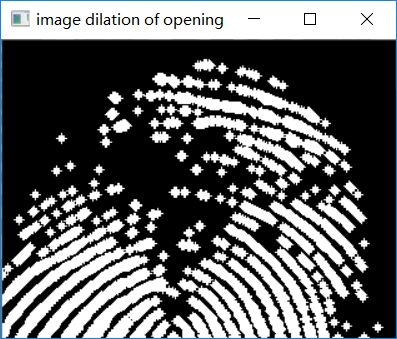 image dilation of opening